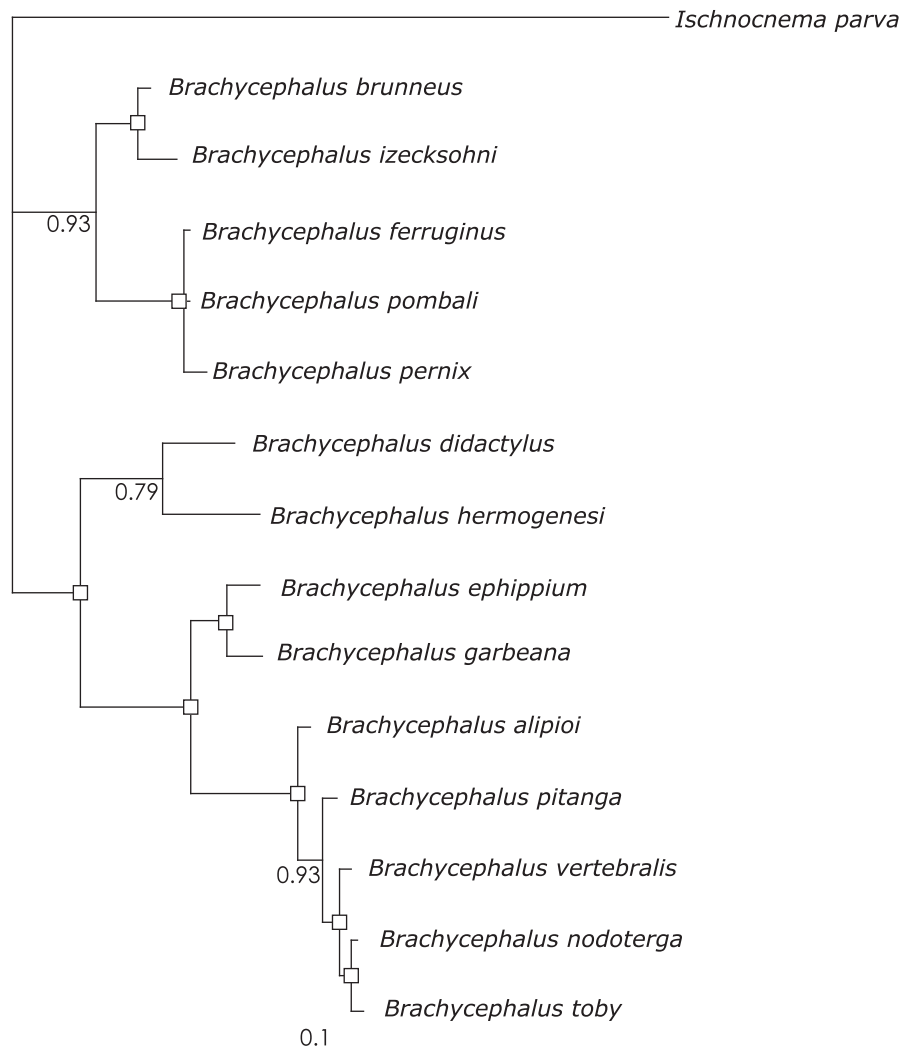 Ischnocnema parva
Brachycephalus brunneus
Brachycephalus izecksohni
0.93
Brachycephalus ferruginus
Brachycephalus pombali
Brachycephalus pernix
Brachycephalus didactylus
0.79
Brachycephalus hermogenesi
Brachycephalus ephippium
Brachycephalus garbeana
Brachycephalus alipioi
Brachycephalus pitanga
0.93
Brachycephalus vertebralis
Brachycephalus nodoterga
Brachycephalus toby
0.1